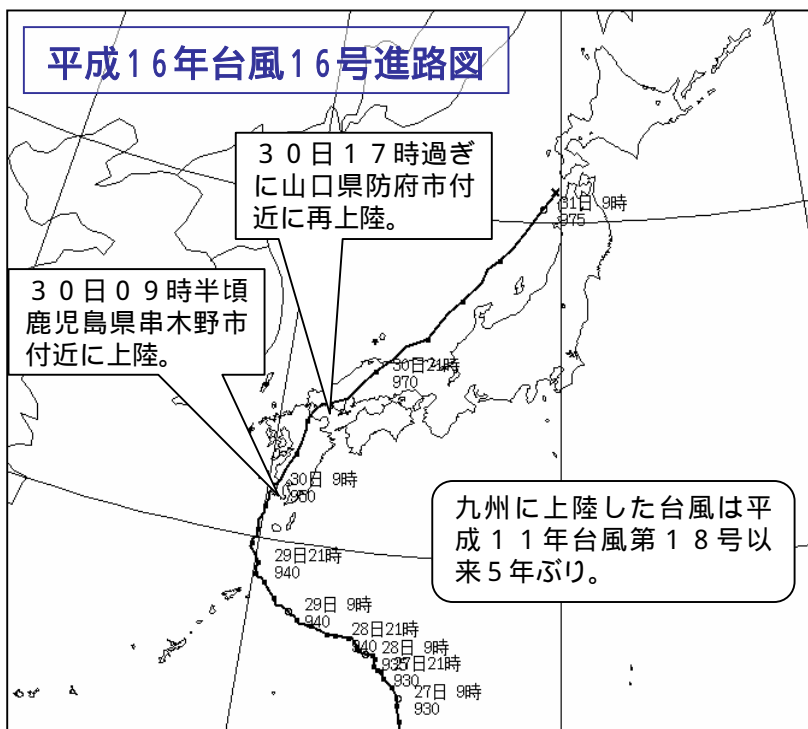 平成16年台風16号進路図
30日17時過ぎ
に山口県防府市付
近に再上陸。
30日09時半頃
鹿児島県串木野市
付近に上陸。
31日 9時
975
30日21時
970
30日 9時
950
九州に上陸した台風は平
成11年台風第18号以
来5年ぶり。
29日21時
940
29日 9時
940
28日21時
940
28日 9時
935
27日21時
930
27日 9時
930